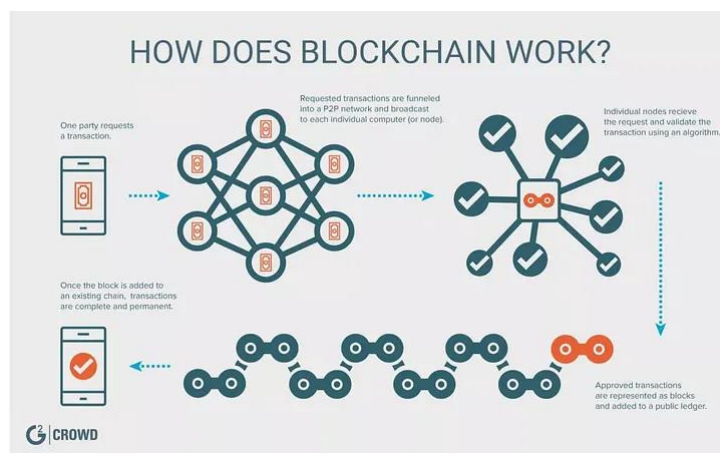 HOW DOES BLOCKCHAIN WORK?
One party requests
a transaction.
Requested transactions are funneled
into a P2P network and broadcast
to each individual computer (or node).
Individual nodes recieve
the request and validate the
transaction using an algorithm.
Approved transactions
are represented as blocks
and added to a public ledger.
Once the block is added to
an existing chain, transactions
are complete and permanent.
G2 CROWD